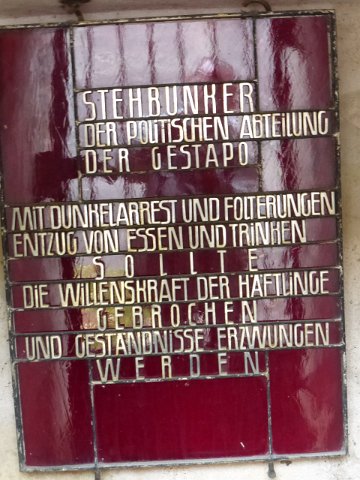 STEHBUNKER
DER POLITISCHEN ABTEILUNG
DER GESTAPO
MIT DUNKELARREST UND FOLTERUNGEN
ENTZUG VON ESSEN UND TRINKEN
SOLLTE
DIE WILLENSKRAFT DER HÄFTLINGE
GEBROCHEN
UND GESTÄNDNISSE ERZWUNGEN
WERDEN